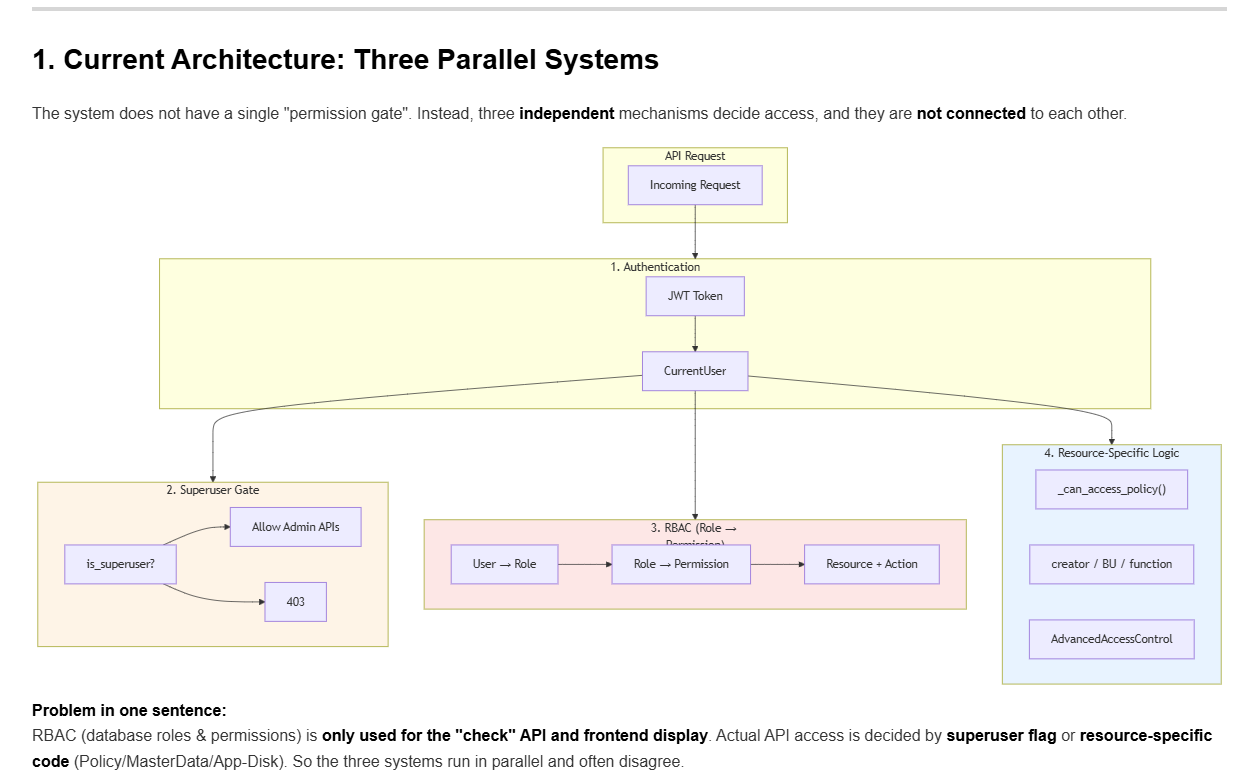 1. Current Architecture: Three Parallel Systems
The system does not have a single "permission gate". Instead, three independent mechanisms decide access, and they are not connected to each other.
API Request
Incoming Request
1. Authentication
JWT Token
CurrentUser
2. Superuser Gate
is_superuser?
Allow Admin APIs
403
3. RBAC (Role →
Permission)
User → Role
Role → Permission
Resource + Action
4. Resource-Specific Logic
_can_access_policy()
creator / BU / function
AdvancedAccessControl
Problem in one sentence:
RBAC (database roles & permissions) is only used for the "check" API and frontend display. Actual API access is decided by superuser flag or resource-specific
code (Policy/MasterData/App-Disk). So the three systems run in parallel and often disagree.